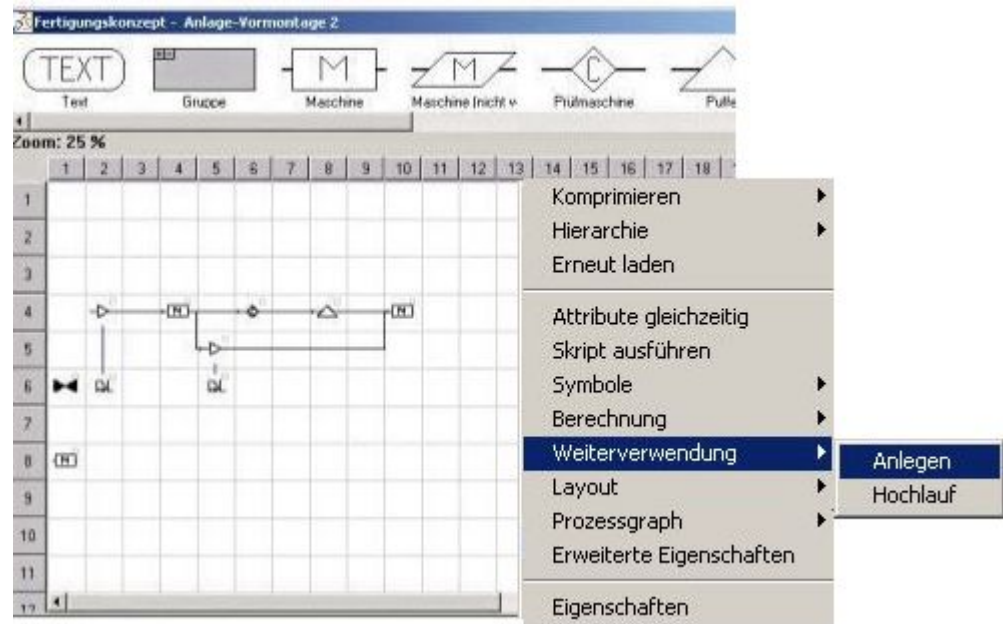 Fertigungskonzept - Anlage-Vormontage 2
TEXT M M C
Text Gruppe Maschine Maschine (nicht v Prüfmaschine Puffe
Zoom: 25 %
1 2 3 4 5 6 7 8 9 10 11 12 13 14 15 16 17 18
1
2
3
4
5
6
7
8
9
10
11
12
Komprimieren
Hierarchie
Erneut laden
Attribute gleichzeitig
Skript ausführen
Symbole
Berechnung
Weiterverwendung
Anlegen
Layout
Hochlauf
Prozessgraph
Erweiterte Eigenschaften
Eigenschaften